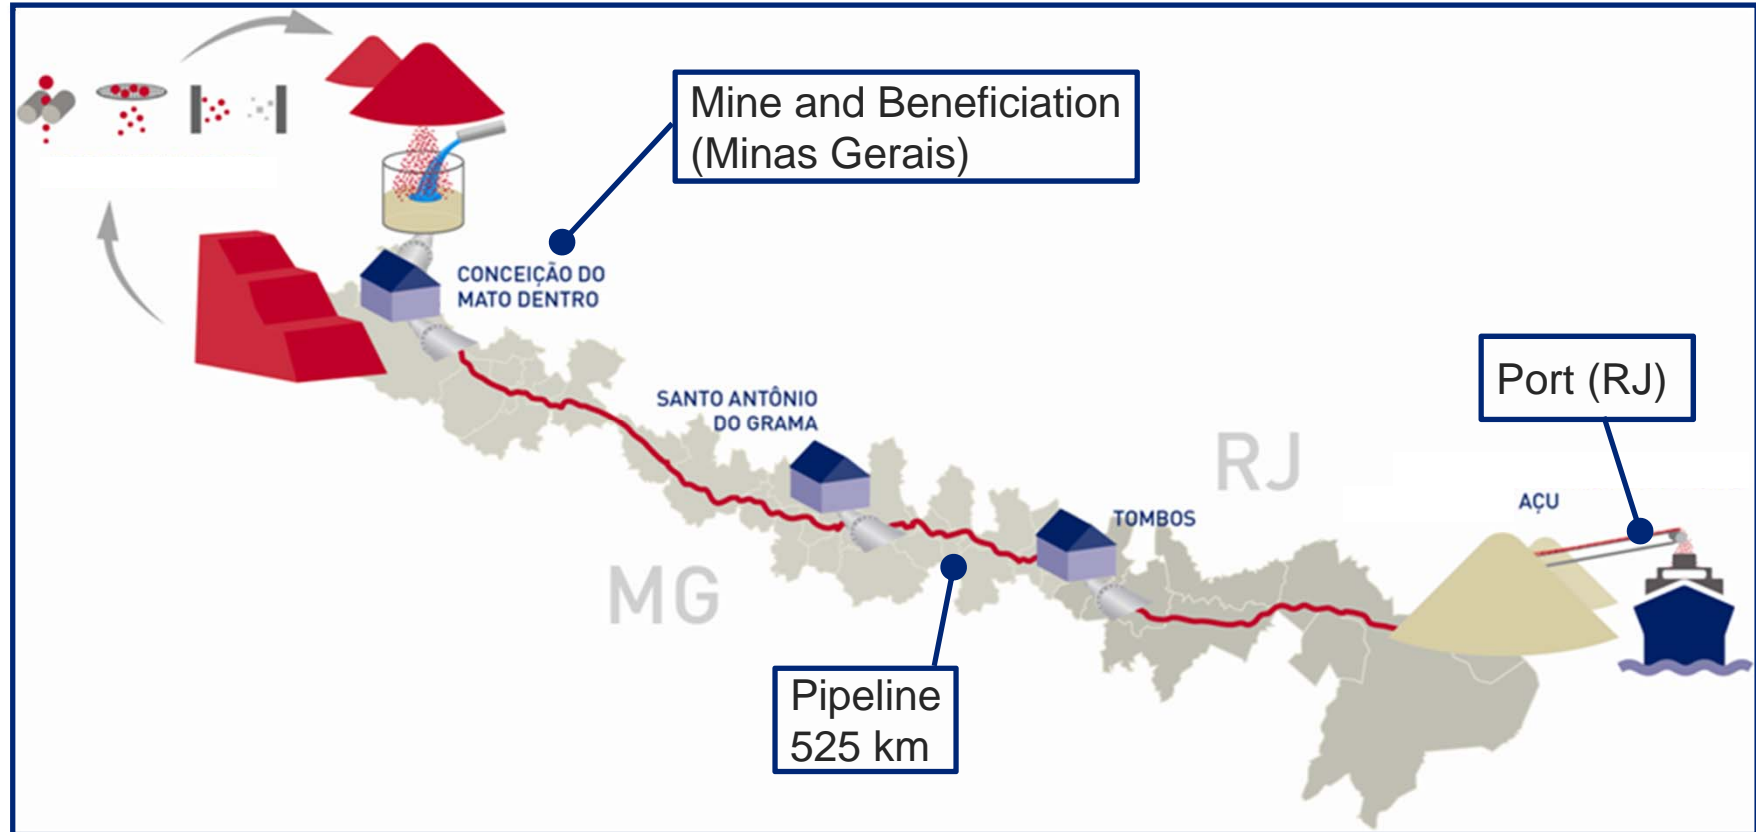 Mine and Beneficiation
(Minas Gerais)
CONCEIÇÃO DO
MATO DENTRO
SANTO ANTÔNIO
DO GRAMA
Port (RJ)
RJ
AÇU
TOMBOS
MG
Pipeline
525 km